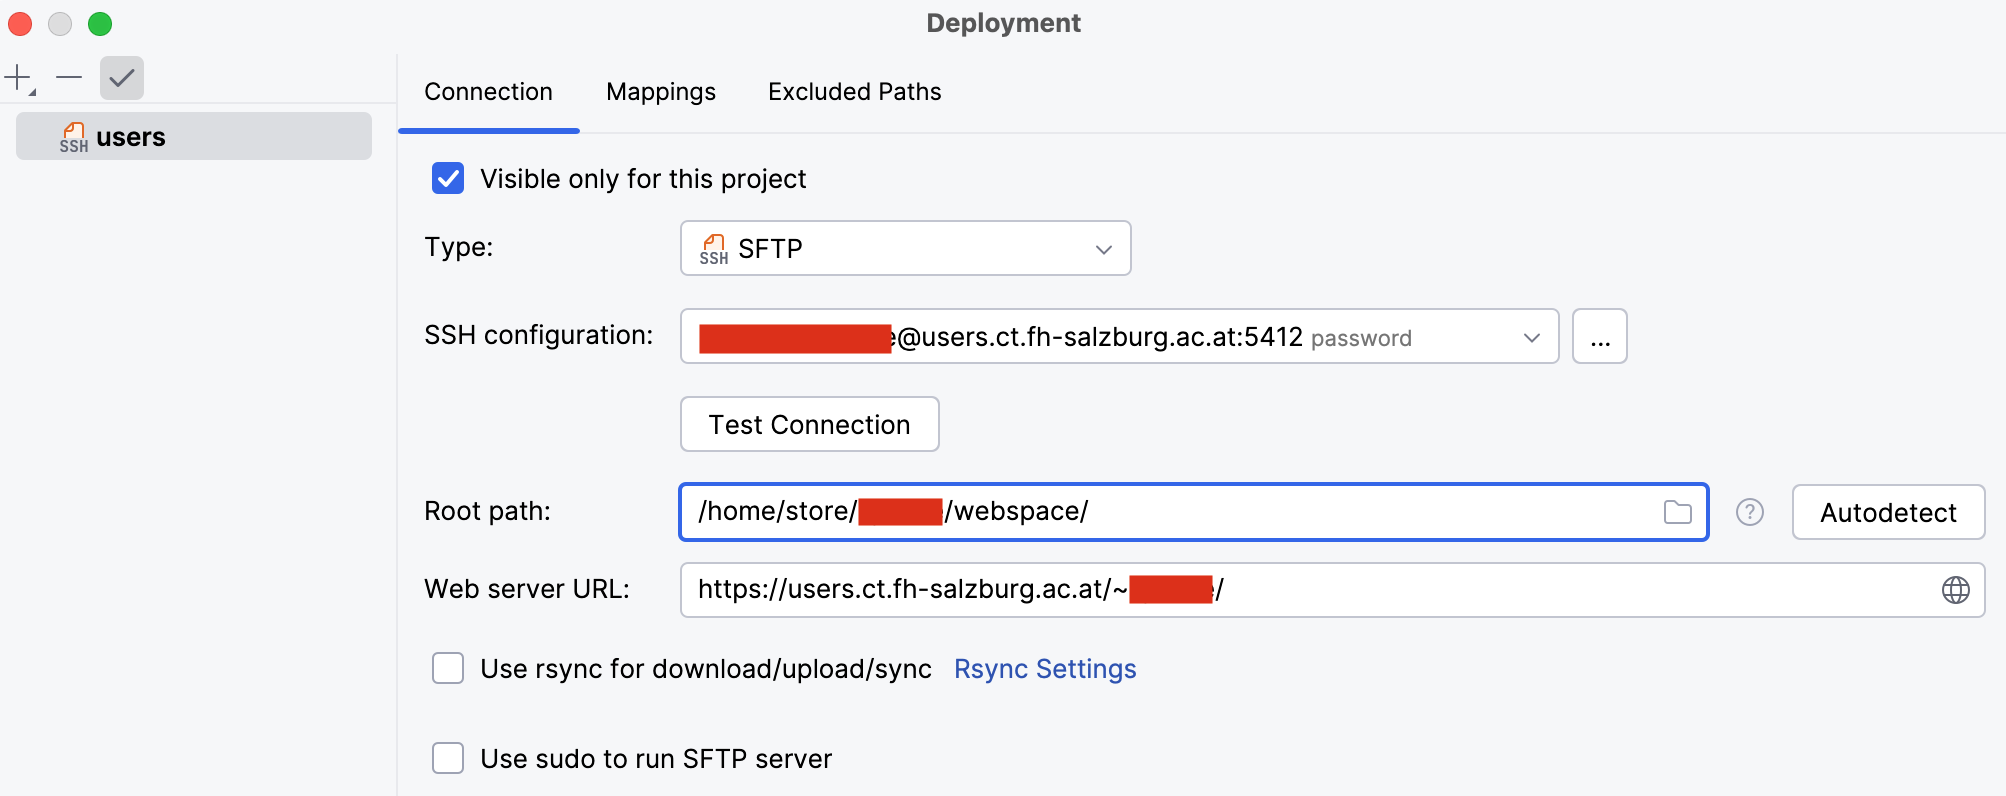 Deployment
Connection Mappings Excluded Paths
SSH users
Visible only for this project
Type: SSH SFTP
SSH configuration: e@users.ct.fh-salzburg.ac.at:5412 password ...
Test Connection
Root path: /home/store/ /webspace/ ? Autodetect
Web server URL: https://users.ct.fh-salzburg.ac.at/~ /
Use rsync for download/upload/sync Rsync Settings
Use sudo to run SFTP server